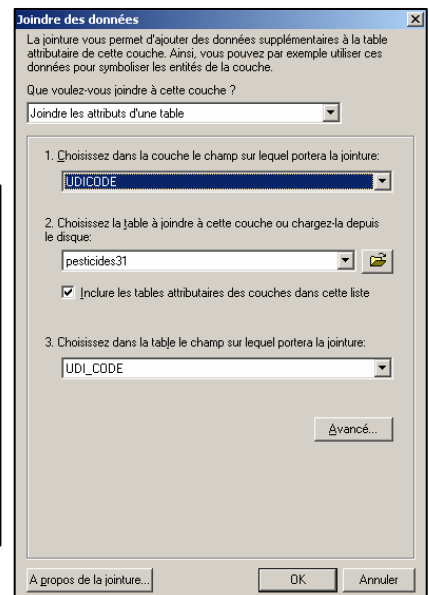 Joindre des données
La jointure vous permet d'ajouter des données supplémentaires à la table
attributaire de cette couche. Ainsi, vous pouvez par exemple utiliser ces
données pour symboliser les entités de la couche.
Que voulez-vous joindre à cette couche ?
Joindre les attributs d'une table
1. Choisissez dans la couche le champ sur lequel portera la jointure:
UDICODE
2. Choisissez la table à joindre à cette couche ou chargez-la depuis
le disque:
pesticides31
Inclure les tables attributaires des couches dans cette liste
3. Choisissez dans la table le champ sur lequel portera la jointure:
UDI_CODE
Avancé...
A propos de la jointure... OK Annuler